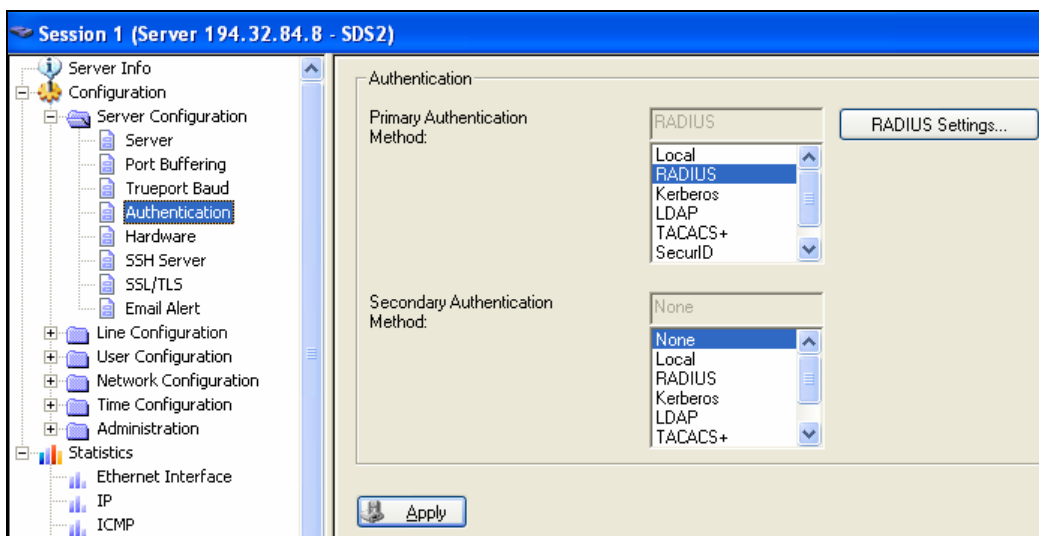 Session 1 (Server 194.32.84.8 - SDS2)
Server Info
Configuration
Server Configuration
Server
Port Buffering
Trueport Baud
Authentication
Hardware
SSH Server
SSL/TLS
Email Alert
Line Configuration
User Configuration
Network Configuration
Time Configuration
Administration
Statistics
Ethernet Interface
IP
ICMP
Authentication
Primary Authentication
Method:
RADIUS
RADIUS Settings...
Local
RADIUS
Kerberos
LDAP
TACACS+
SecurID
Secondary Authentication
Method:
None
None
Local
RADIUS
Kerberos
LDAP
TACACS+
Apply